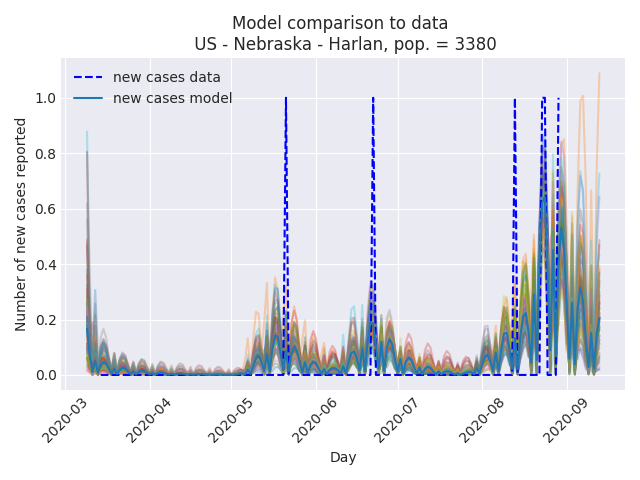 Model comparison to data
US - Nebraska - Harlan, pop. = 3380
new cases data
new cases model
Number of new cases reported
1.0
0.8
0.6
0.4
0.2
0.0
2020-03
2020-04
2020-05
2020-06
2020-07
2020-08
2020-09
Day